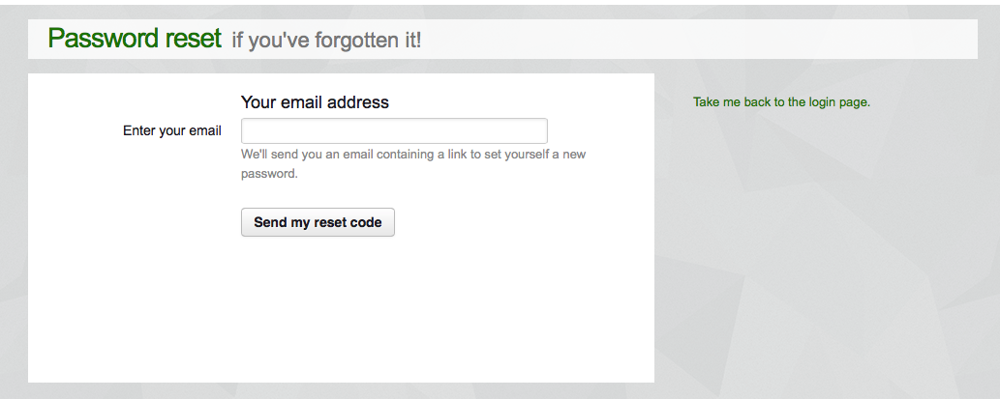 Password reset if you've forgotten it!
Your email address
Take me back to the login page.
Enter your email
We'll send you an email containing a link to set yourself a new
password.
Send my reset code